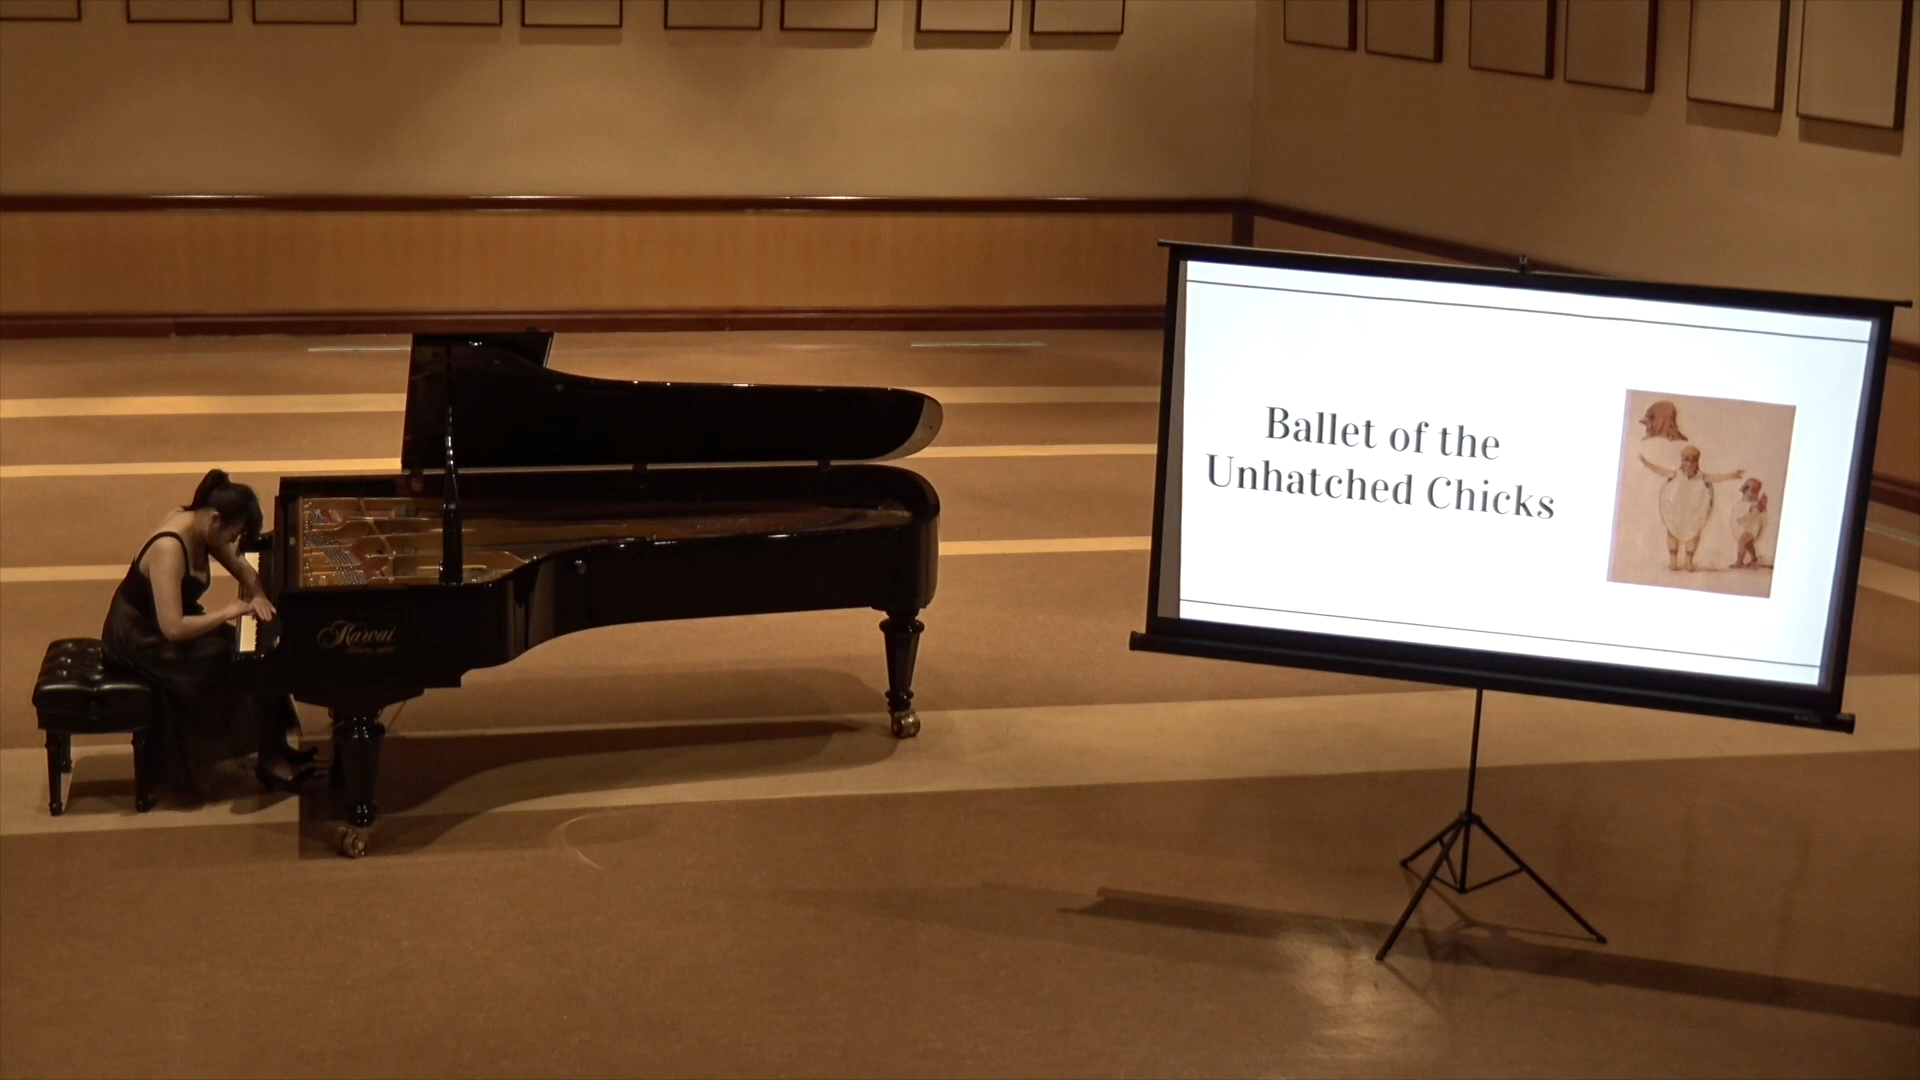 Kawai
Ballet of the
Unhatched Chicks